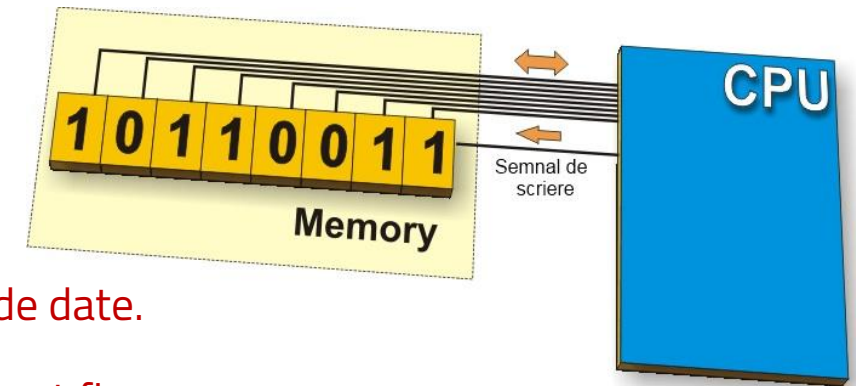 CPU
10110011
Semnal de
scriere
Memory
de date.